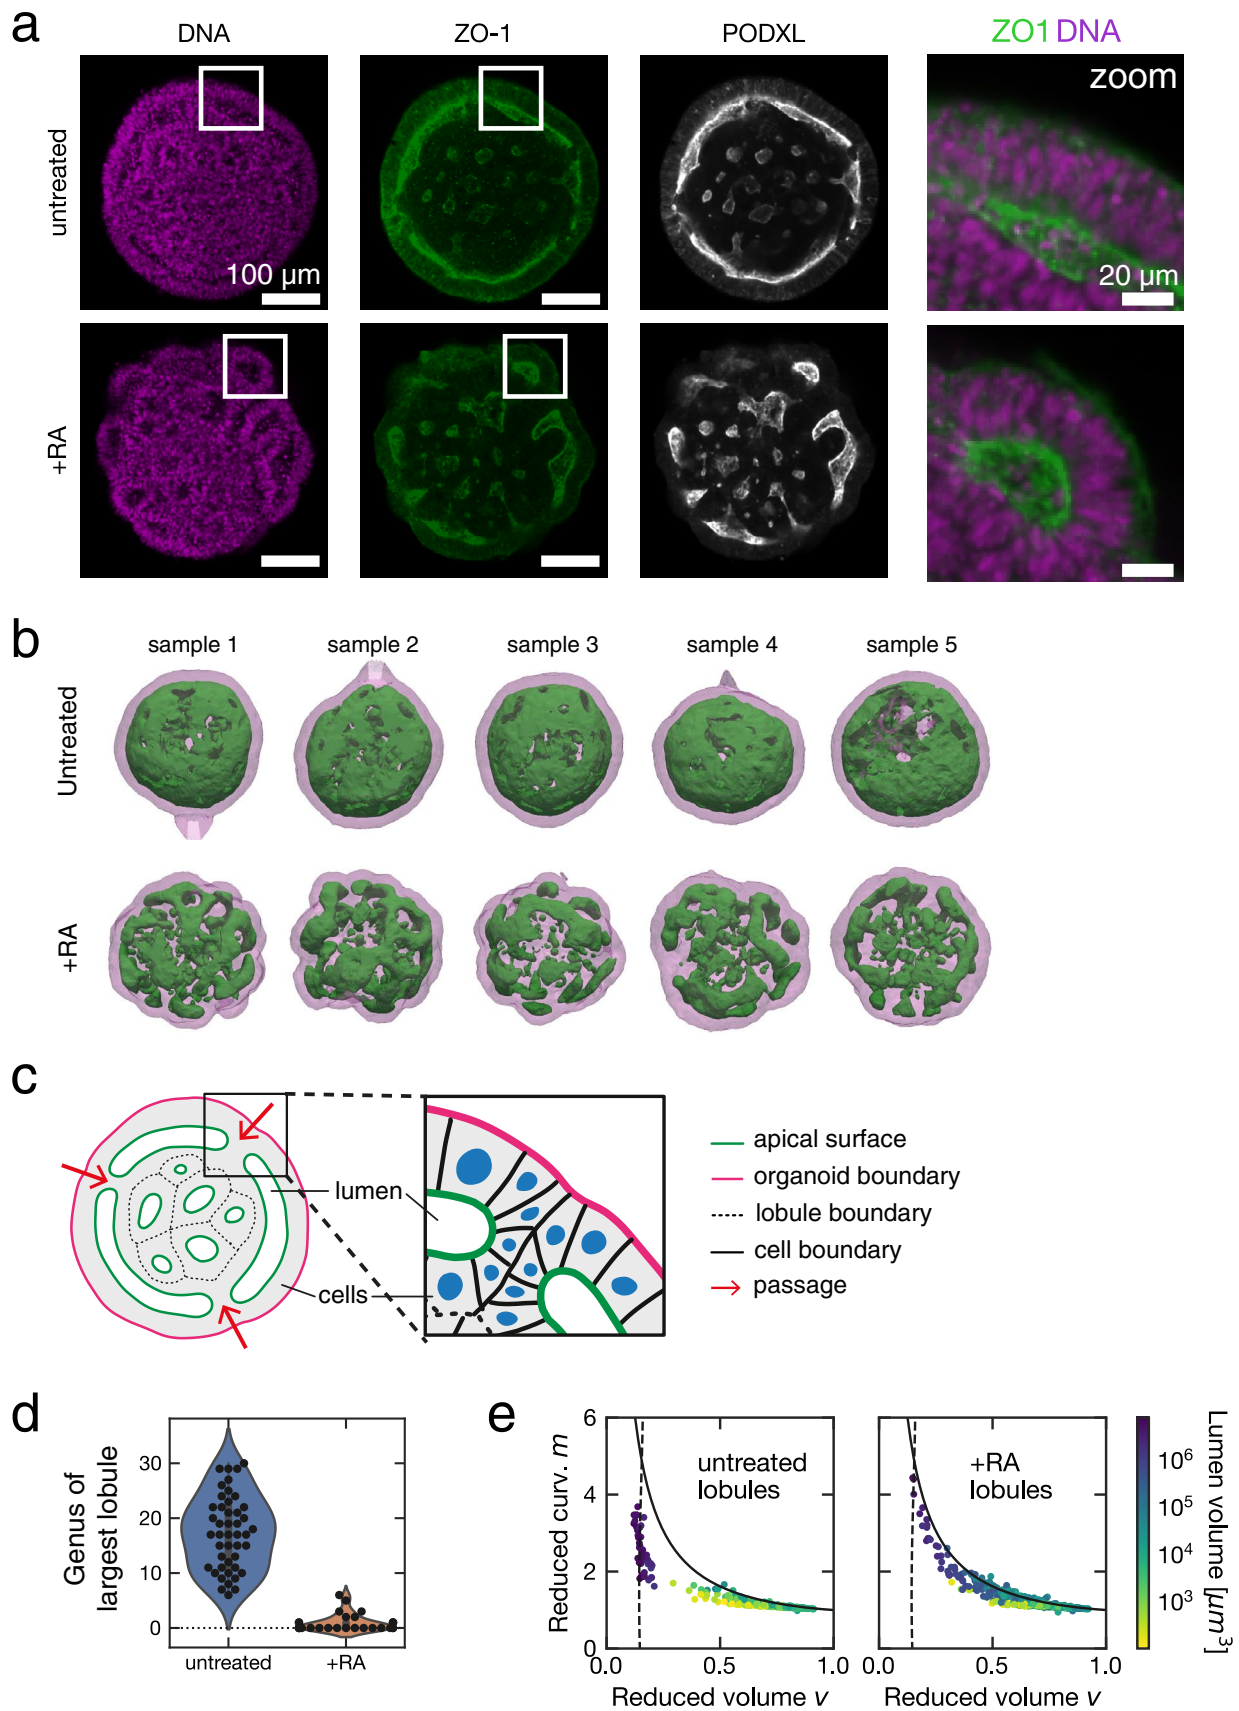 a
DNA
ZO-1
PODXL
ZO1 DNA
untreated
100 µm
zoom
20 µm
+RA
b
sample 1
sample 2
sample 3
sample 4
sample 5
Untreated
+RA
c
lumen
cells
apical surface
organoid boundary
lobule boundary
cell boundary
passage
d
Genus of
largest lobule
30
20
10
0
untreated
+RA
e
Reduced curv. m
6
4
2
0
untreated
lobules
0.0
0.5
1.0
Reduced volume v
+RA
lobules
0.0
0.5
1.0
Reduced volume v
10⁶
10⁵
10⁴
10³
Lumen volume [µm³]